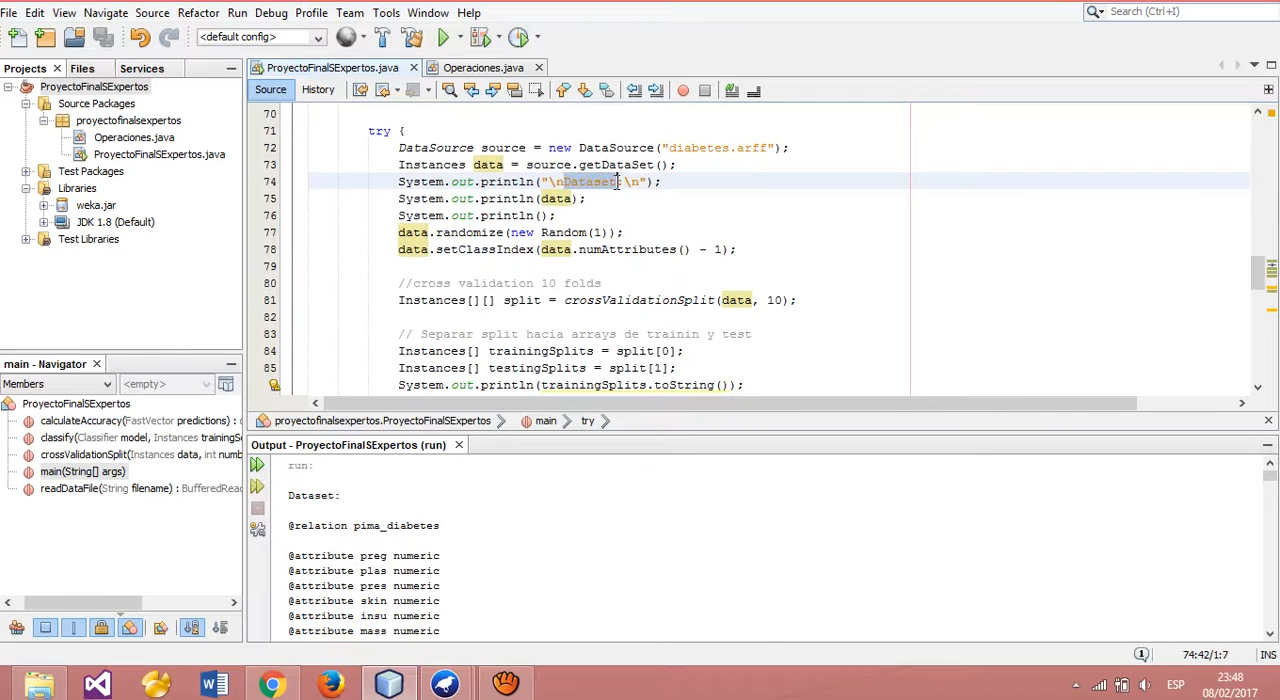 File Edit View Navigate Source Refactor Run Debug Profile Team Tools Window Help
Search (Ctrl+I)
<default config>
Projects Files Services
ProyectoFinalSExpertos.java Operaciones.java
Source History
ProyectoFinalSExpertos
Source Packages
proyectofinalsexpertos
Operaciones.java
ProyectoFinalSExpertos.java
Test Packages
Libraries
weka.jar
JDK 1.8 (Default)
Test Libraries
70
71 try {
72 DataSource source = new DataSource("diabetes.arff");
73 Instances data = source.getDataSet();
74 System.out.println("\nDataset:\n");
75 System.out.println(data);
76 System.out.println();
77 data.randomize(new Random(1));
78 data.setClassIndex(data.numAttributes() - 1);
79
80 //cross validation 10 folds
81 Instances[][] split = crossValidationSplit(data, 10);
82
83 // Separar split hacia arrays de trainin y test
84 Instances[] trainingSplits = split[0];
85 Instances[] testingSplits = split[1];
System.out.println(trainingSplits.toString());
main - Navigator
Members <empty>
ProyectoFinalSExpertos
calculateAccuracy(FastVector predictions) : d
classify(Classifier model, Instances trainingS
crossValidationSplit(Instances data, int numb
main(String[] args)
readDataFile(String filename) : BufferedRea
proyectofinalsexpertos.ProyectoFinalSExpertos main try
Output - ProyectoFinalSExpertos (run)
run:
Dataset:
@relation pima_diabetes
@attribute preg numeric
@attribute plas numeric
@attribute pres numeric
@attribute skin numeric
@attribute insu numeric
@attribute mass numeric
1 74:42/1:7 INS
ESP 23:48
08/02/2017